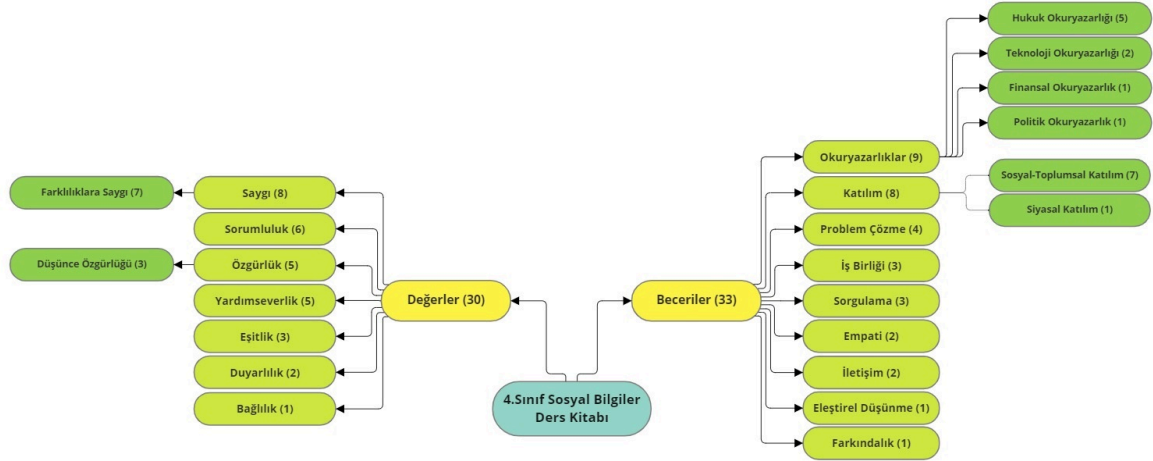 Hukuk Okuryazarlığı (5)
Teknoloji Okuryazarlığı (2)
Finansal Okuryazarlık (1)
Politik Okuryazarlık (1)
Okuryazarlıklar (9)
Sosyal-Toplumsal Katılım (7)
Farklılıklara Saygı (7)
Saygı (8)
Katılım (8)
Siyasal Katılım (1)
Sorumluluk (6)
Problem Çözme (4)
Düşünce Özgürlüğü (3)
Özgürlük (5)
İş Birliği (3)
Yardımseverlik (5)
Değerler (30)
Beceriler (33)
Sorgulama (3)
Eşitlik (3)
Empati (2)
Duyarlılık (2)
İletişim (2)
4.Sınıf Sosyal Bilgiler
Ders Kitabı
Bağlılık (1)
Eleştirel Düşünme (1)
Farkındalık (1)